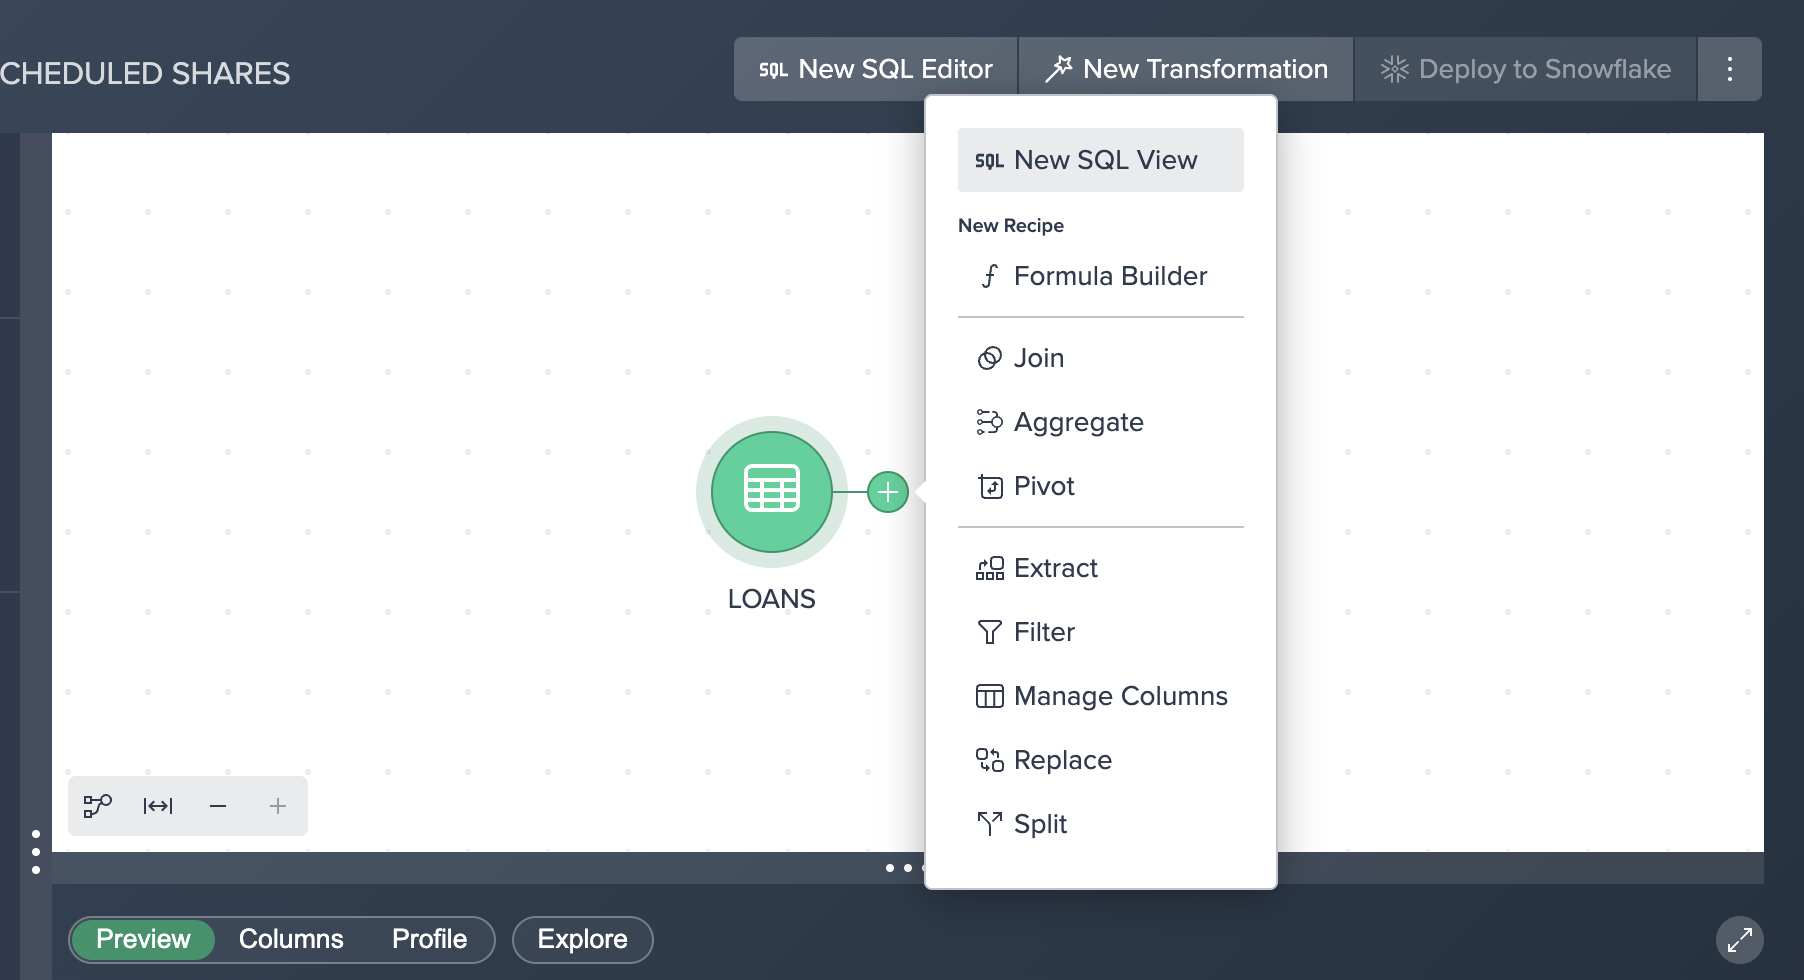 CHEDULED SHARES
SQL New SQL Editor
New Transformation
Deploy to Snowflake
SQL New SQL View
New Recipe
Formula Builder
Join
Aggregate
Pivot
Extract
Filter
Manage Columns
Replace
Split
LOANS
Preview
Columns
Profile
Explore